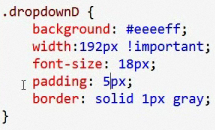 .dropdownD {
background: #eeeeff;
width:192px !important;
font-size: 18px;
padding: 5px;
border: solid 1px gray;
}